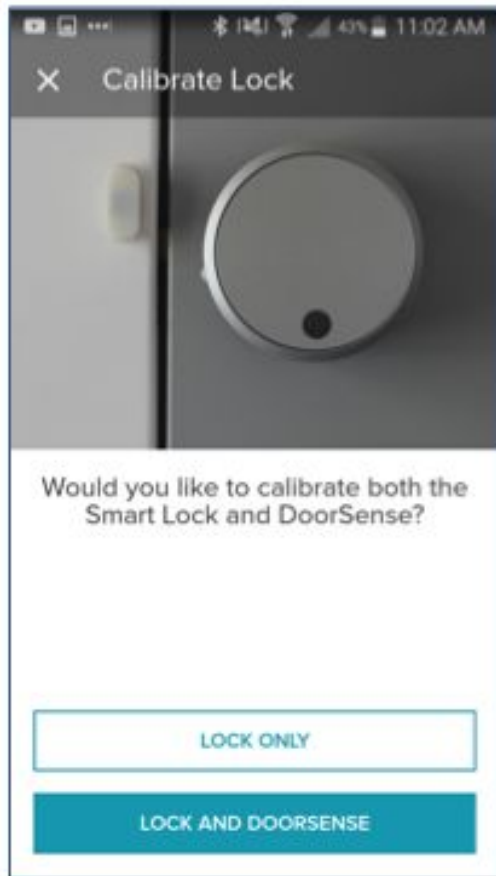 43% 11:02 AM
Calibrate Lock
Would you like to calibrate both the
Smart Lock and DoorSense?
LOCK ONLY
LOCK AND DOORSENSE